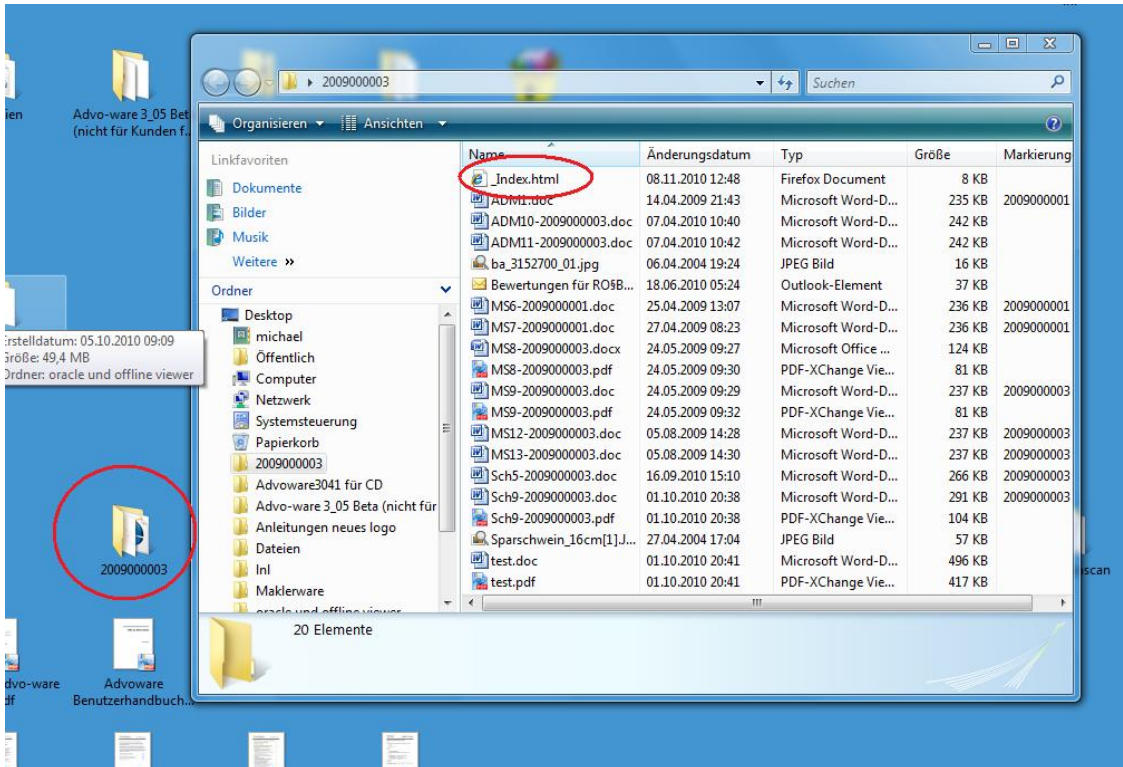 ien
Advo-ware 3_05 Bet
(nicht für Kunden f...
2009000003
Suchen
Organisieren Ansichten
Linkfavoriten
Dokumente
Bilder
Musik
Weitere »
Ordner
Desktop
michael
Öffentlich
Computer
Netzwerk
Systemsteuerung
Papierkorb
2009000003
Advoware3041 für CD
Advo-ware 3_05 Beta (nicht für
Anleitungen neues logo
Dateien
Inl
Maklerware
oracle und offline viewer
Name Änderungsdatum Typ Größe Markierung
_Index.html 08.11.2010 12:48 Firefox Document 8 KB
ADM1.doc 14.04.2009 21:43 Microsoft Word-D... 235 KB 2009000001
ADM10-2009000003.doc 07.04.2010 10:40 Microsoft Word-D... 242 KB
ADM11-2009000003.doc 07.04.2010 10:42 Microsoft Word-D... 242 KB
ba_3152700_01.jpg 06.04.2004 19:24 JPEG Bild 16 KB
Bewertungen für RO§B... 18.06.2010 05:24 Outlook-Element 37 KB
MS6-2009000001.doc 25.04.2009 13:07 Microsoft Word-D... 236 KB 2009000001
MS7-2009000001.doc 27.04.2009 08:23 Microsoft Word-D... 236 KB 2009000001
MS8-2009000003.docx 24.05.2009 09:27 Microsoft Office ... 124 KB
MS8-2009000003.pdf 24.05.2009 09:30 PDF-XChange Vie... 81 KB
MS9-2009000003.doc 24.05.2009 09:29 Microsoft Word-D... 237 KB 2009000003
MS9-2009000003.pdf 24.05.2009 09:32 PDF-XChange Vie... 81 KB
MS12-2009000003.doc 05.08.2009 14:28 Microsoft Word-D... 237 KB 2009000003
MS13-2009000003.doc 05.08.2009 14:30 Microsoft Word-D... 237 KB 2009000003
Sch5-2009000003.doc 16.09.2010 15:10 Microsoft Word-D... 266 KB 2009000003
Sch9-2009000003.doc 01.10.2010 20:38 Microsoft Word-D... 291 KB 2009000003
Sch9-2009000003.pdf 01.10.2010 20:38 PDF-XChange Vie... 104 KB
Sparschwein_16cm[1].J... 27.04.2004 17:04 JPEG Bild 57 KB
test.doc 01.10.2010 20:41 Microsoft Word-D... 496 KB
test.pdf 01.10.2010 20:41 PDF-XChange Vie... 417 KB
20 Elemente
Erstelldatum: 05.10.2010 09:09
Größe: 49,4 MB
Ordner: oracle und offline viewer
2009000003
scan
dvo-ware
df
Advoware
Benutzerhandbuch...